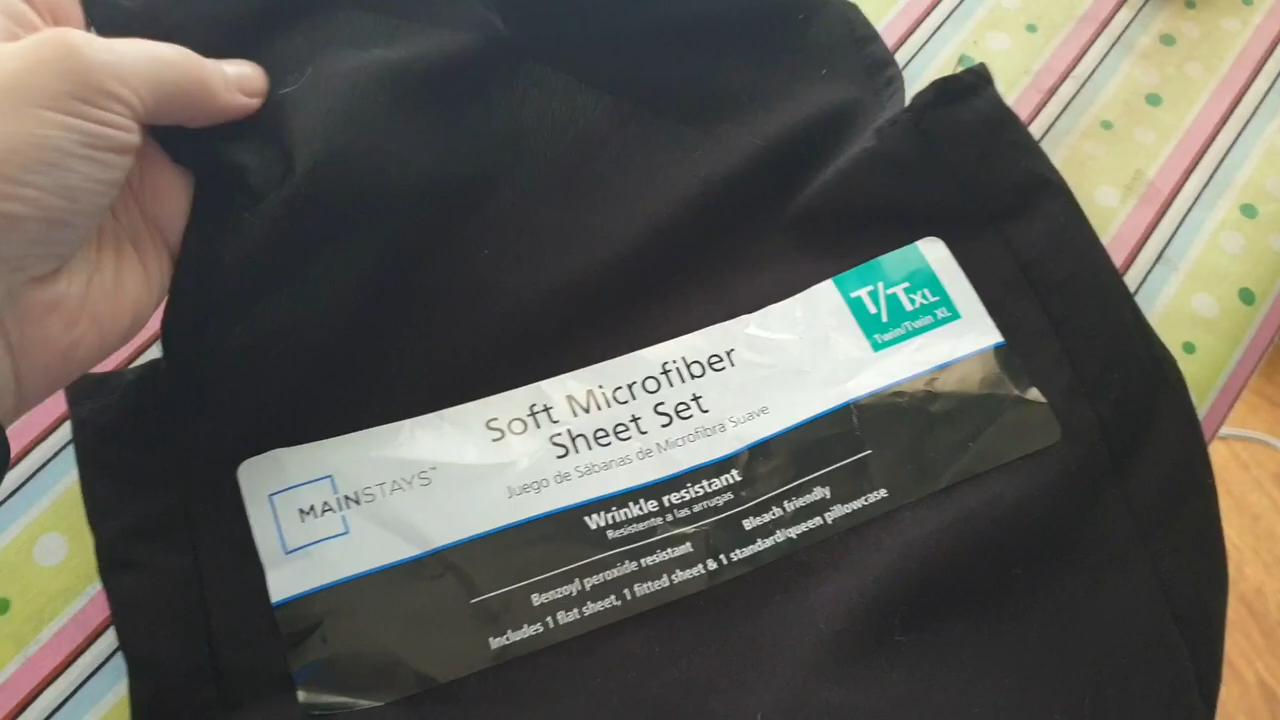 T/TXL
Twin/Twin XL
Soft Microfiber
Sheet Set
Juego de Sábanas de Microfibra Suave
MAINSTAYS™
Wrinkle resistant
Resistente a las arrugas
Benzoyl peroxide resistant
Bleach friendly
Includes 1 flat sheet, 1 fitted sheet & 1 standard/queen pillowcase